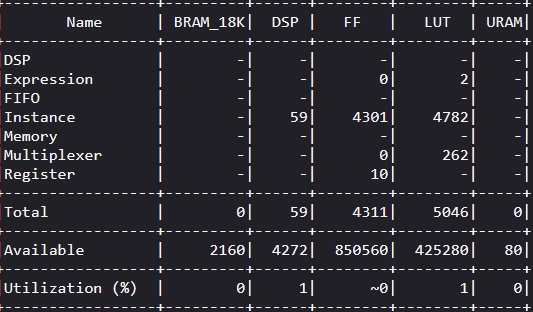 +-----------------+---------+------+--------+--------+-----+
|       Name      | BRAM_18K|  DSP |   FF   |   LUT  | URAM|
+-----------------+---------+------+--------+--------+-----+
|DSP              |        -|     -|       -|       -|    -|
|Expression       |        -|     -|       0|       2|    -|
|FIFO             |        -|     -|       -|       -|    -|
|Instance         |        -|    59|    4301|    4782|    -|
|Memory           |        -|     -|       -|       -|    -|
|Multiplexer      |        -|     -|       0|     262|    -|
|Register         |        -|     -|      10|       -|    -|
+-----------------+---------+------+--------+--------+-----+
|Total            |        0|    59|    4311|    5046|    0|
+-----------------+---------+------+--------+--------+-----+
|Available        |     2160|  4272|  850560|  425280|   80|
+-----------------+---------+------+--------+--------+-----+
|Utilization (%)  |        0|     1|      ~0|       1|    0|
+-----------------+---------+------+--------+--------+-----+